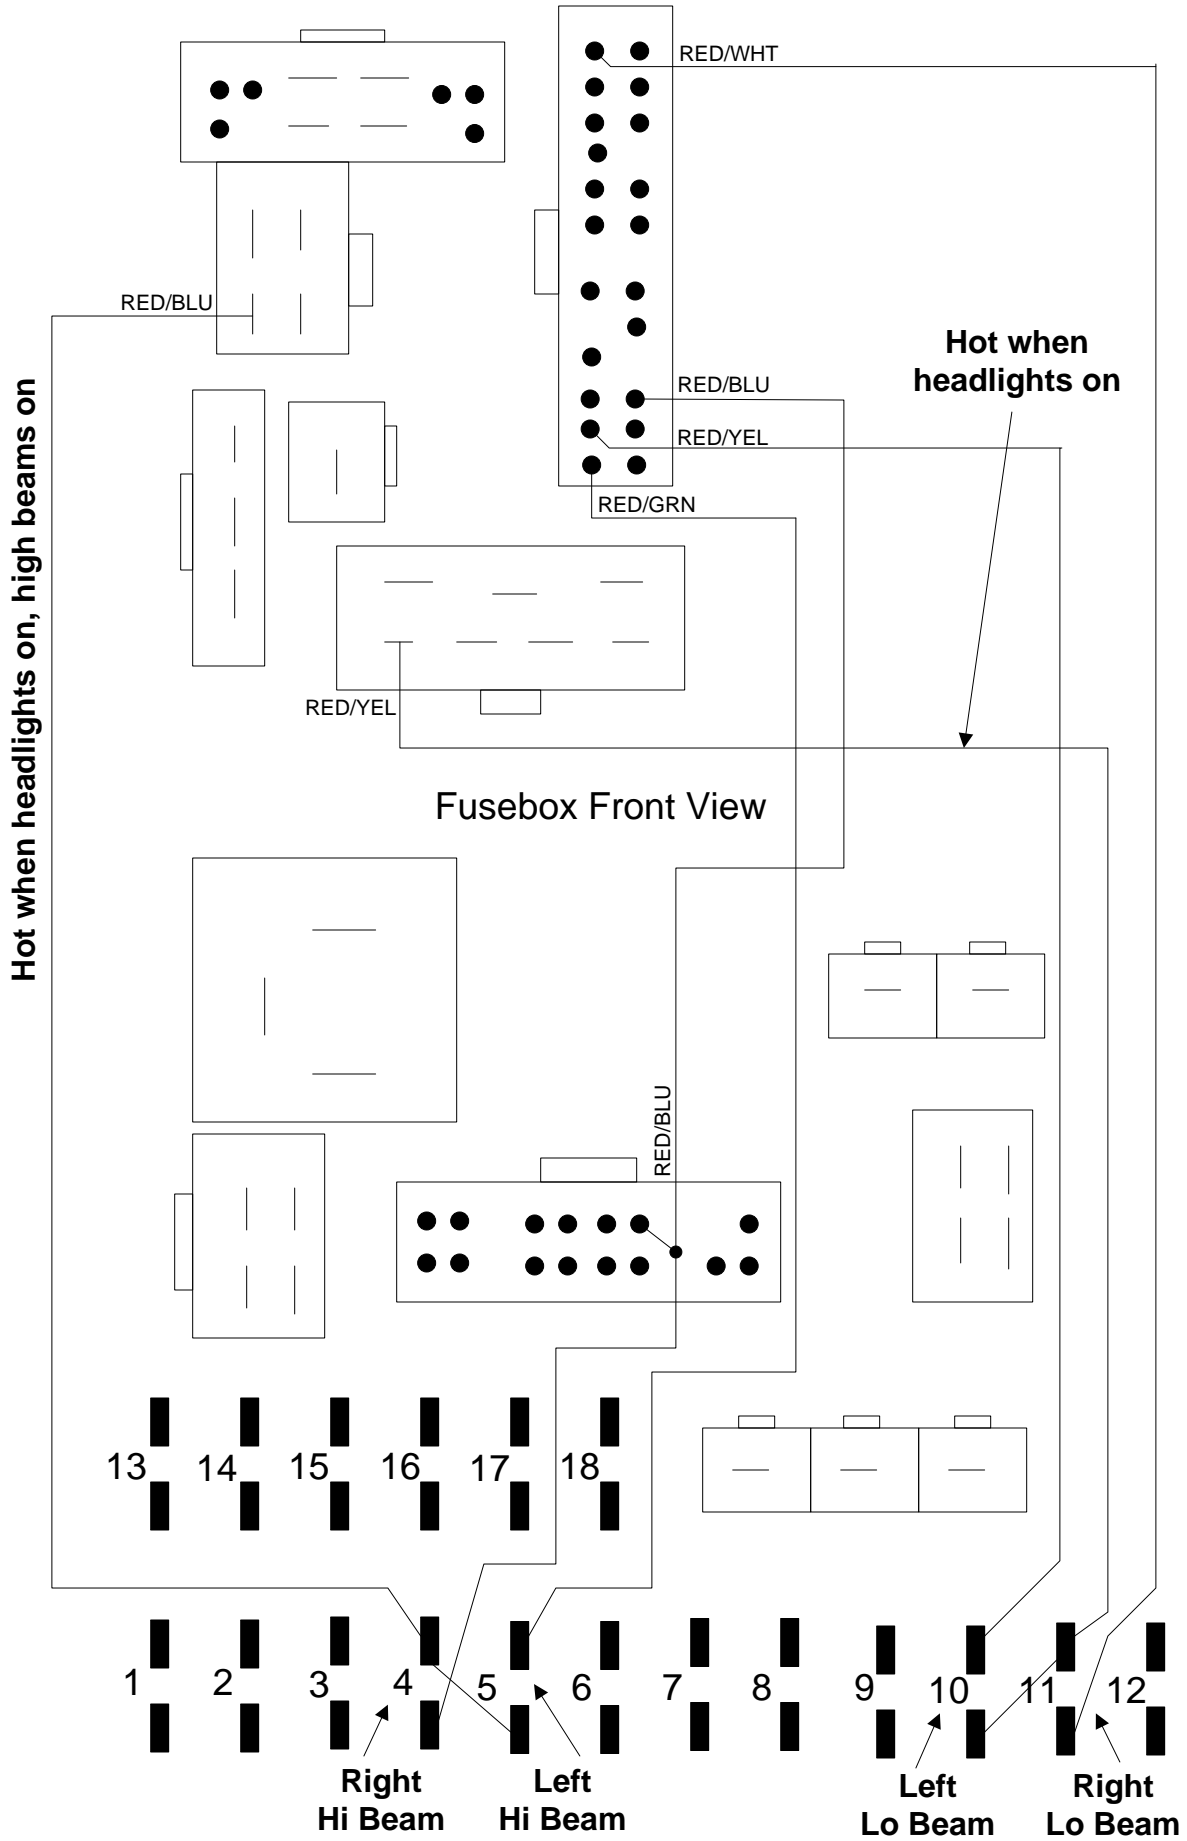 RED/WHT
RED/BLU
Hot when
headlights on
RED/BLU
RED/YEL
Hot when headlights on, high beams on
RED/GRN
RED/YEL
Fusebox Front View
RED/BLU
13 14 15 16 17 18
1 2 3 4 5 6 7 8 9 10 11 12
Right
Hi Beam
Left
Hi Beam
Left
Lo Beam
Right
Lo Beam